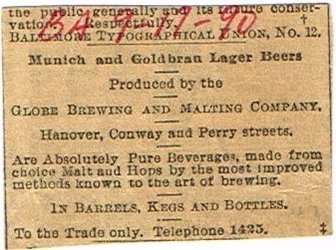 the public generally and its future conser-
vation. Respectfully, †
BALTIMORE TYPOGRAPHICAL UNION, NO. 12.
Munich and Goldbrau Lager Beers
Produced by the
GLOBE BREWING AND MALTING COMPANY,
Hanover, Conway and Perry streets,
Are Absolutely Pure Beverages, made from
choice Malt and Hops by the most improved
methods known to the art of brewing.
IN BARRELS, KEGS AND BOTTLES.
To the Trade only. Telephone 1425. ‡